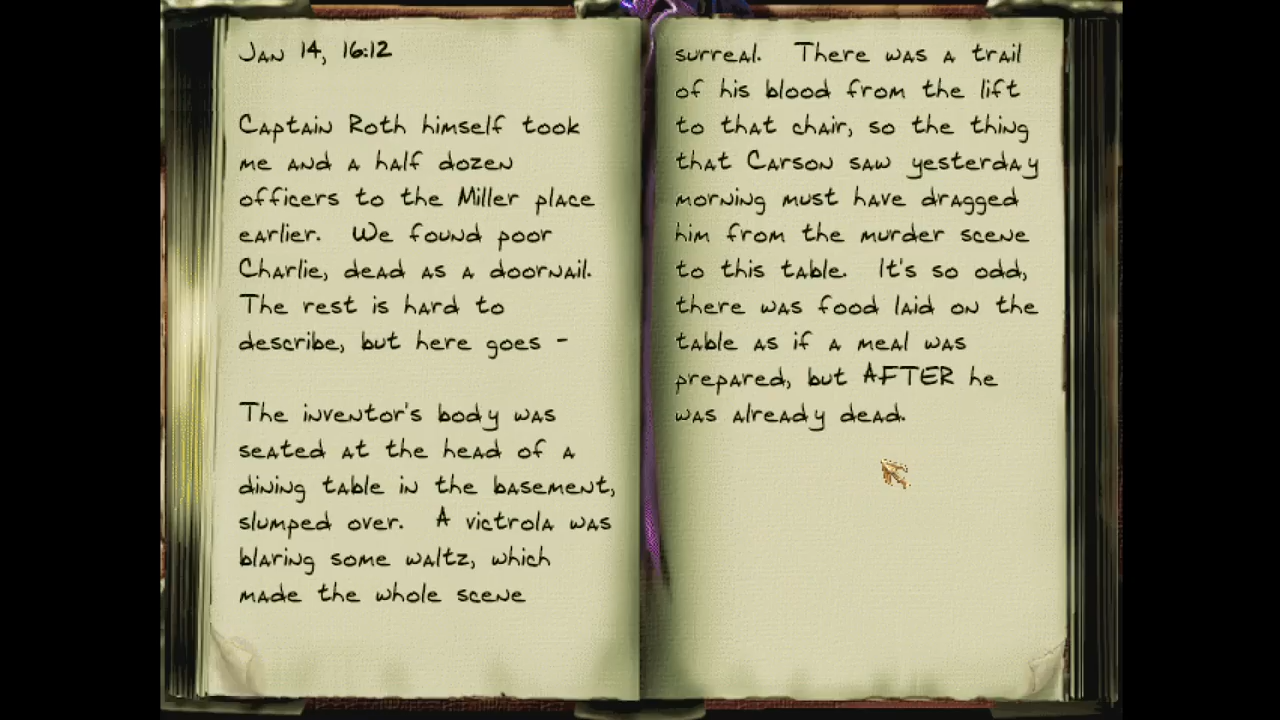 Jan 14, 16:12
Captain Roth himself took
me and a half dozen
officers to the Miller place
earlier. We found poor
Charlie, dead as a doornail.
The rest is hard to
describe, but here goes -
The inventor's body was
seated at the head of a
dining table in the basement,
slumped over. A victrola was
blaring some waltz, which
made the whole scene
surreal. There was a trail
of his blood from the lift
to that chair, so the thing
that Carson saw yesterday
morning must have dragged
him from the murder scene
to this table. It's so odd,
there was food laid on the
table as if a meal was
prepared, but AFTER he
was already dead.